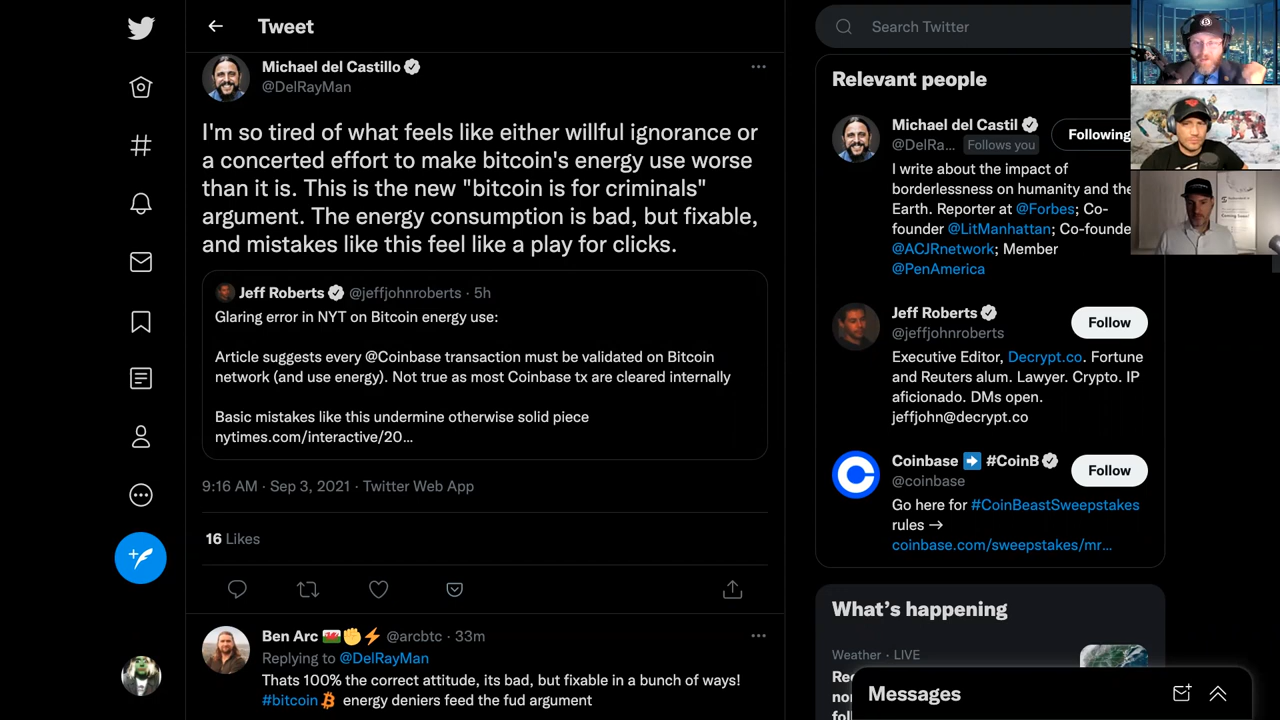 Tweet
Michael del Castillo
@DelRayMan
I'm so tired of what feels like either willful ignorance or
a concerted effort to make bitcoin's energy use worse
than it is. This is the new "bitcoin is for criminals"
argument. The energy consumption is bad, but fixable,
and mistakes like this feel like a play for clicks.
Jeff Roberts @jeffjohnroberts · 5h
Glaring error in NYT on Bitcoin energy use:
Article suggests every @Coinbase transaction must be validated on Bitcoin
network (and use energy). Not true as most Coinbase tx are cleared internally
Basic mistakes like this undermine otherwise solid piece
nytimes.com/interactive/20...
9:16 AM · Sep 3, 2021 · Twitter Web App
16 Likes
Ben Arc 🏴󠁧󠁢󠁷󠁬󠁳󠁿✊⚡ @arcbtc · 33m
Replying to @DelRayMan
Thats 100% the correct attitude, its bad, but fixable in a bunch of ways!
#bitcoin energy deniers feed the fud argument
Search Twitter
Relevant people
Michael del Castil
@DelRa... Follows you
Following
I write about the impact of
borderlessness on humanity and the
Earth. Reporter at @Forbes; Co-
founder @LitManhattan; Co-founde
@ACJRnetwork; Member
@PenAmerica
Jeff Roberts
@jeffjohnroberts
Follow
Executive Editor, Decrypt.co. Fortune
and Reuters alum. Lawyer. Crypto. IP
aficionado. DMs open.
jeffjohn@decrypt.co
Coinbase ➡️ #CoinB
@coinbase
Follow
Go here for #CoinBeastSweepstakes
rules →
coinbase.com/sweepstakes/mr...
What's happening
Weather · LIVE
Messages